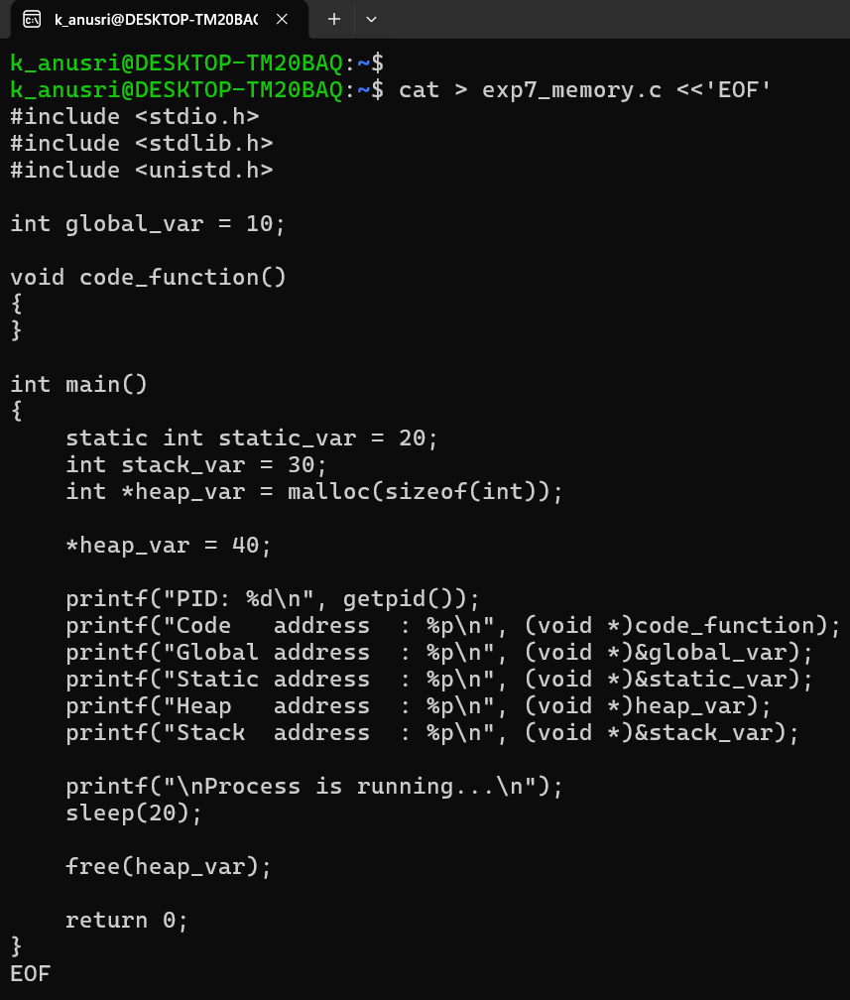 k_anusri@DESKTOP-TM20BA
k_anusri@DESKTOP-TM20BAQ:~$
k_anusri@DESKTOP-TM20BAQ:~$ cat > exp7_memory.c <<'EOF'
#include <stdio.h>
#include <stdlib.h>
#include <unistd.h>

int global_var = 10;

void code_function()
{
}

int main()
{
    static int static_var = 20;
    int stack_var = 30;
    int *heap_var = malloc(sizeof(int));

    *heap_var = 40;

    printf("PID: %d\n", getpid());
    printf("Code   address  : %p\n", (void *)code_function);
    printf("Global address  : %p\n", (void *)&global_var);
    printf("Static address  : %p\n", (void *)&static_var);
    printf("Heap   address  : %p\n", (void *)heap_var);
    printf("Stack  address  : %p\n", (void *)&stack_var);

    printf("\nProcess is running...\n");
    sleep(20);

    free(heap_var);

    return 0;
}
EOF